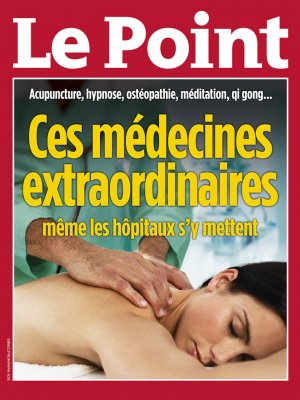 Le Point
Acupuncture, hypnose, ostéopathie, méditation, qi gong...
Ces médecines
extraordinaires
même les hôpitaux s'y mettent